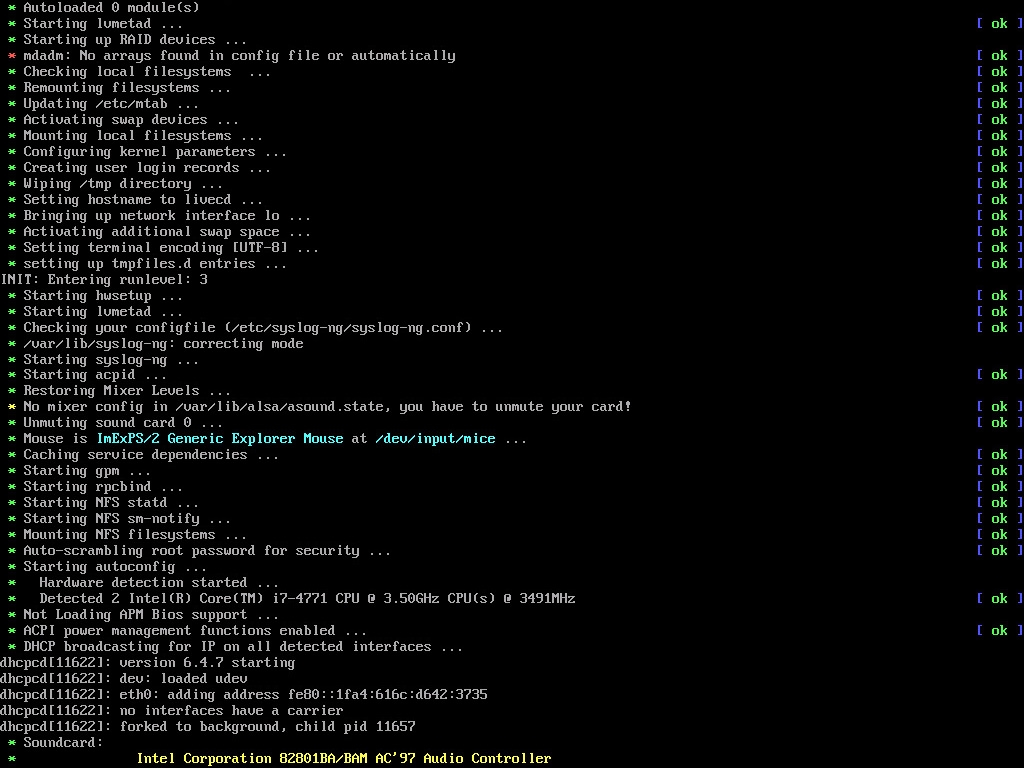 * Autoloaded 0 module(s)
* Starting lvmetad ... [ ok ]
* Starting up RAID devices ...
* mdadm: No arrays found in config file or automatically [ ok ]
* Checking local filesystems  ... [ ok ]
* Remounting filesystems ... [ ok ]
* Updating /etc/mtab ... [ ok ]
* Activating swap devices ... [ ok ]
* Mounting local filesystems ... [ ok ]
* Configuring kernel parameters ... [ ok ]
* Creating user login records ... [ ok ]
* Wiping /tmp directory ... [ ok ]
* Setting hostname to livecd ... [ ok ]
* Bringing up network interface lo ... [ ok ]
* Activating additional swap space ... [ ok ]
* Setting terminal encoding [UTF-8] ... [ ok ]
* setting up tmpfiles.d entries ... [ ok ]
INIT: Entering runlevel: 3
* Starting hwsetup ... [ ok ]
* Starting lvmetad ... [ ok ]
* Checking your configfile (/etc/syslog-ng/syslog-ng.conf) ... [ ok ]
* /var/lib/syslog-ng: correcting mode
* Starting syslog-ng ...
* Starting acpid ... [ ok ]
* Restoring Mixer Levels ...
* No mixer config in /var/lib/alsa/asound.state, you have to unmute your card! [ ok ]
* Unmuting sound card 0 ... [ ok ]
* Mouse is ImExPS/2 Generic Explorer Mouse at /dev/input/mice ...
* Caching service dependencies ... [ ok ]
* Starting gpm ... [ ok ]
* Starting rpcbind ... [ ok ]
* Starting NFS statd ... [ ok ]
* Starting NFS sm-notify ... [ ok ]
* Mounting NFS filesystems ... [ ok ]
* Auto-scrambling root password for security ... [ ok ]
* Starting autoconfig ...
*   Hardware detection started ...
*   Detected 2 Intel(R) Core(TM) i7-4771 CPU @ 3.50GHz CPU(s) @ 3491MHz [ ok ]
* Not Loading APM Bios support ...
* ACPI power management functions enabled ... [ ok ]
* DHCP broadcasting for IP on all detected interfaces ...
dhcpcd[11622]: version 6.4.7 starting
dhcpcd[11622]: dev: loaded udev
dhcpcd[11622]: eth0: adding address fe80::1fa4:616c:d642:3735
dhcpcd[11622]: no interfaces have a carrier
dhcpcd[11622]: forked to background, child pid 11657
* Soundcard:
* Intel Corporation 82801BA/BAM AC'97 Audio Controller